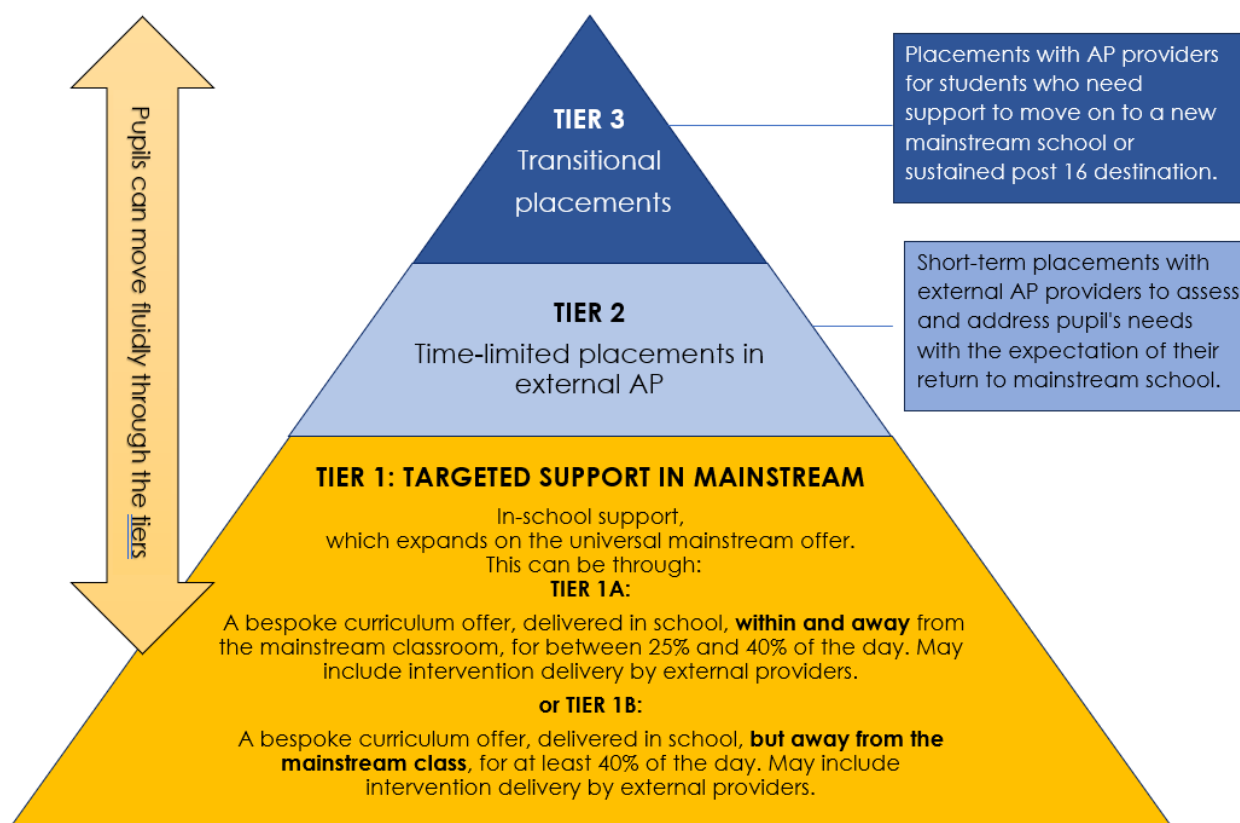 Pupils can move fluidly through the tiers
TIER 3
Transitional
placements
Placements with AP providers
for students who need
support to move on to a new
mainstream school or
sustained post 16 destination.
TIER 2
Time-limited placements in
external AP
Short-term placements with
external AP providers to assess
and address pupil's needs
with the expectation of their
return to mainstream school.
TIER 1: TARGETED SUPPORT IN MAINSTREAM
In-school support,
which expands on the universal mainstream offer.
This can be through:
TIER 1A:
A bespoke curriculum offer, delivered in school, within and away from
the mainstream classroom, for between 25% and 40% of the day. May
include intervention delivery by external providers.
or TIER 1B:
A bespoke curriculum offer, delivered in school, but away from the
mainstream class, for at least 40% of the day. May include
intervention delivery by external providers.